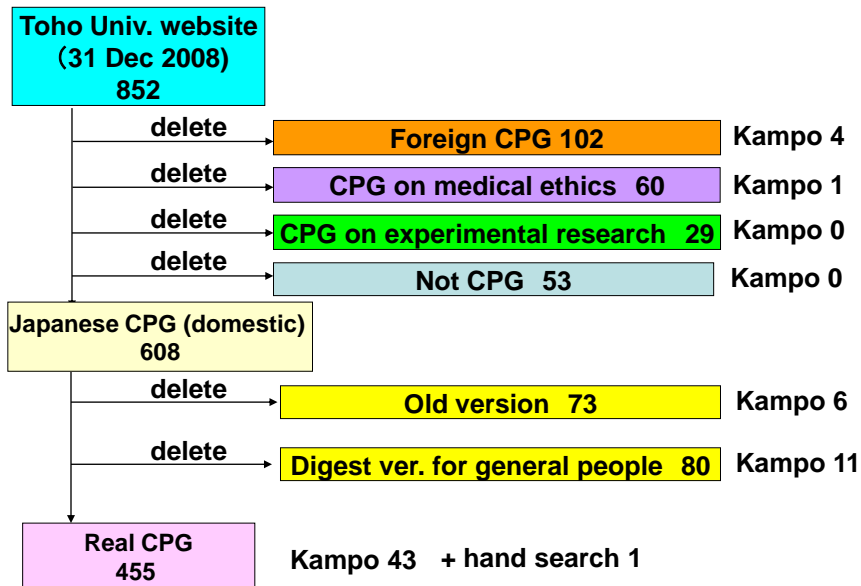 Toho Univ. website
（31 Dec 2008)
852
delete
Foreign CPG 102
Kampo 4
delete
CPG on medical ethics 60
Kampo 1
delete
CPG on experimental research 29
Kampo 0
delete
Not CPG 53
Kampo 0
Japanese CPG (domestic)
608
delete
Old version 73
Kampo 6
delete
Digest ver. for general people 80
Kampo 11
Real CPG
455
Kampo 43 + hand search 1